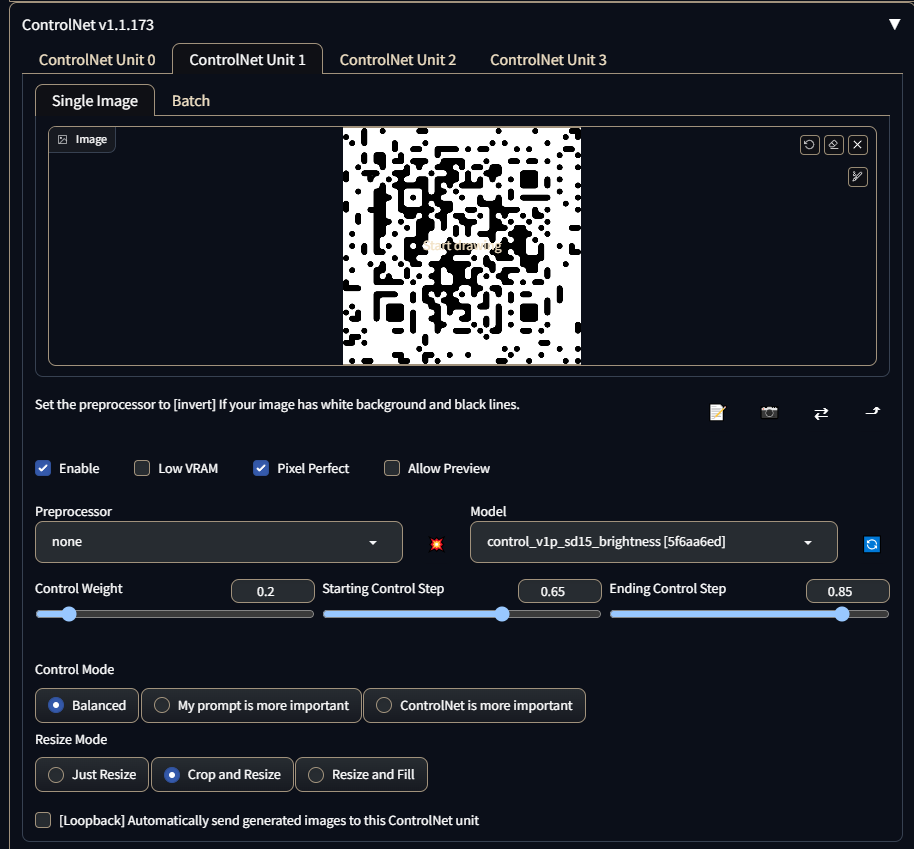 ControlNet v1.1.173
ControlNet Unit 0 ControlNet Unit 1 ControlNet Unit 2 ControlNet Unit 3
Single Image Batch
Image
Start drawing
Set the preprocessor to [invert] If your image has white background and black lines.
Enable Low VRAM Pixel Perfect Allow Preview
Preprocessor Model
none control_v1p_sd15_brightness [5f6aa6ed]
Control Weight 0.2 Starting Control Step 0.65 Ending Control Step 0.85
Control Mode
Balanced My prompt is more important ControlNet is more important
Resize Mode
Just Resize Crop and Resize Resize and Fill
[Loopback] Automatically send generated images to this ControlNet unit